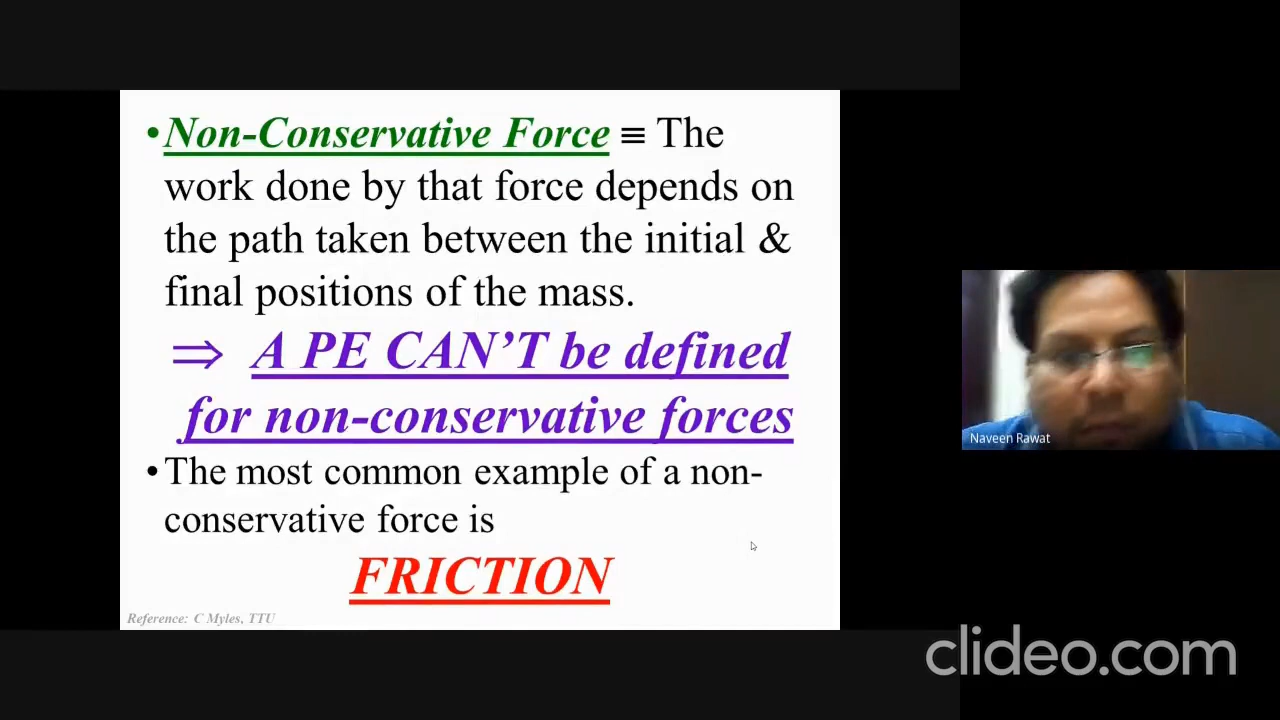 •Non-Conservative Force ≡ The
work done by that force depends on
the path taken between the initial &
final positions of the mass.
⇒ A PE CAN’T be defined
for non-conservative forces
•The most common example of a non-
conservative force is
FRICTION
Reference: C Myles, TTU
Naveen Rawat
clideo.com